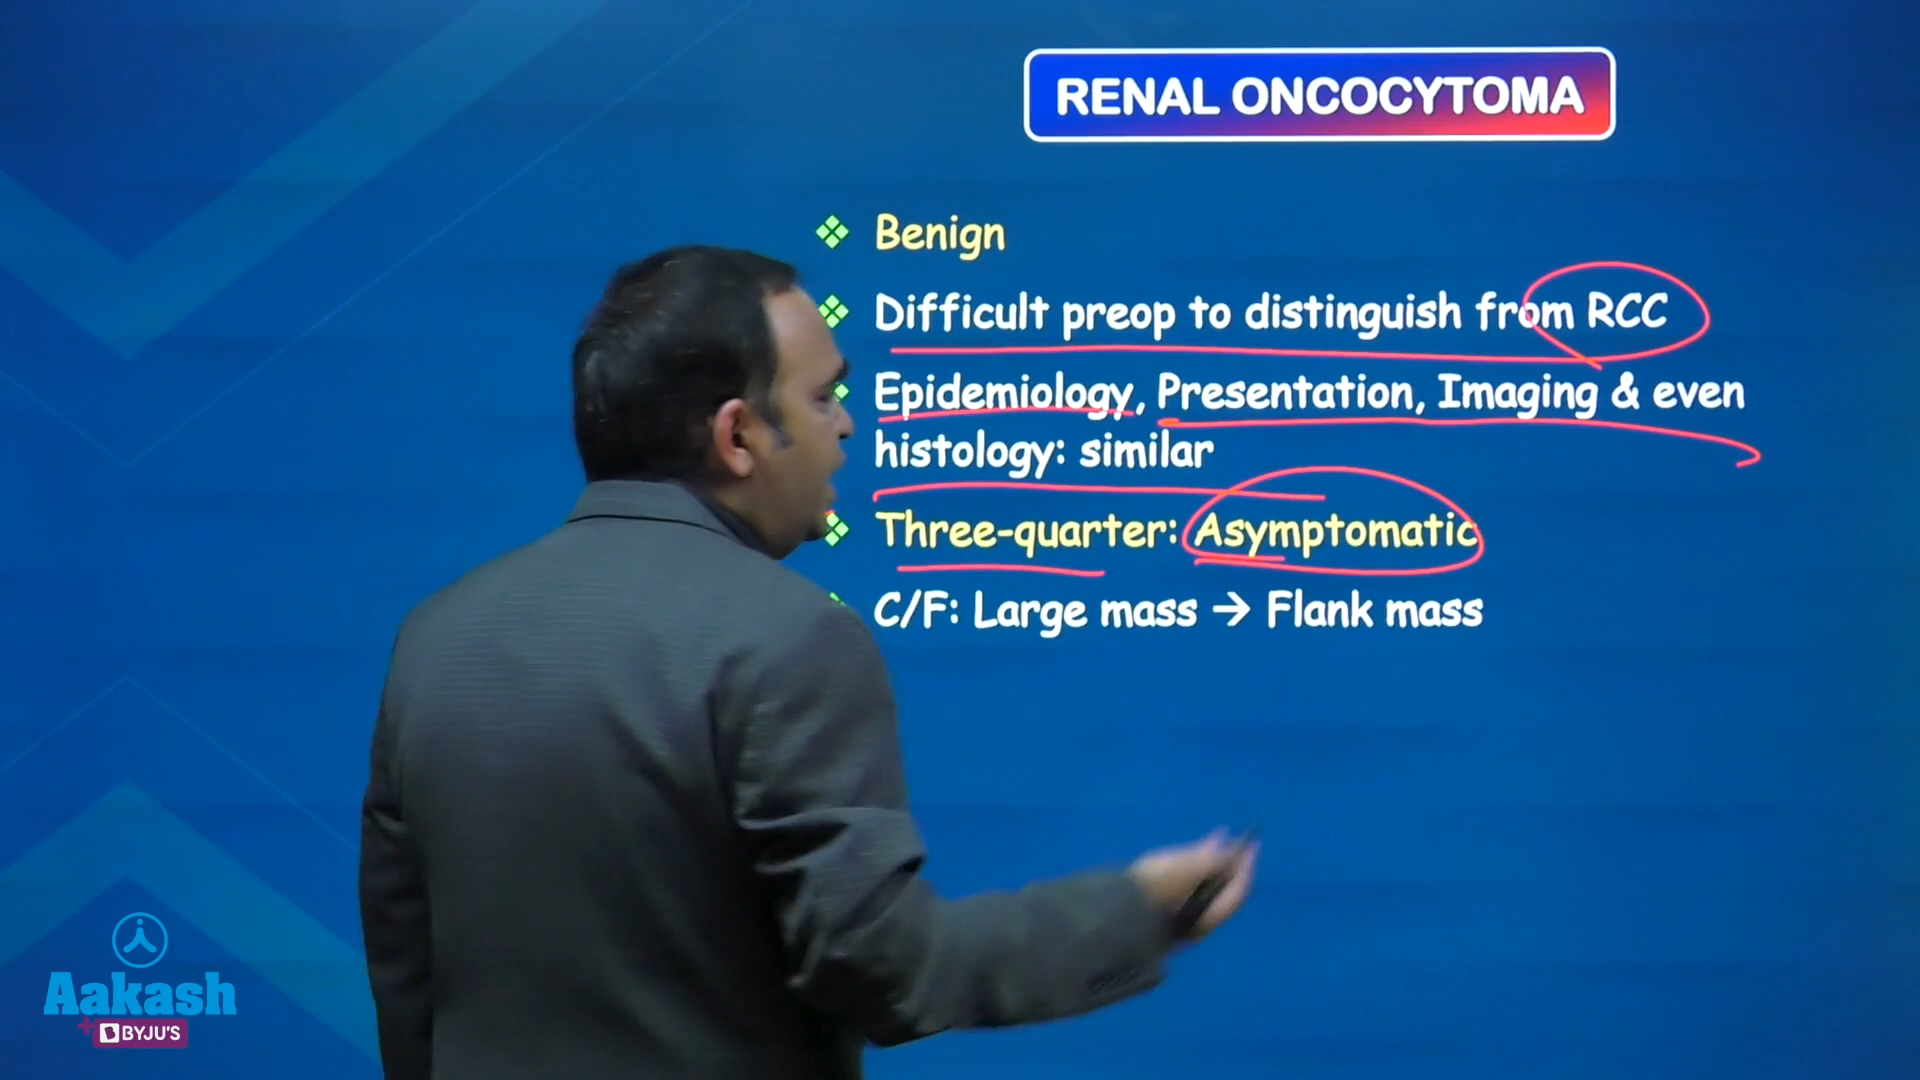 RENAL ONCOCYTOMA
Benign
Difficult preop to distinguish from RCC
Epidemiology, Presentation, Imaging & even
histology: similar
Three-quarter: Asymptomatic
C/F: Large mass → Flank mass
Aakash
+ BYJU'S